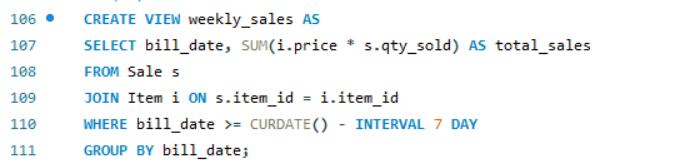 106 CREATE VIEW weekly_sales AS
107 SELECT bill_date, SUM(i.price * s.qty_sold) AS total_sales
108 FROM Sale s
109 JOIN Item i ON s.item_id = i.item_id
110 WHERE bill_date >= CURDATE() - INTERVAL 7 DAY
111 GROUP BY bill_date;